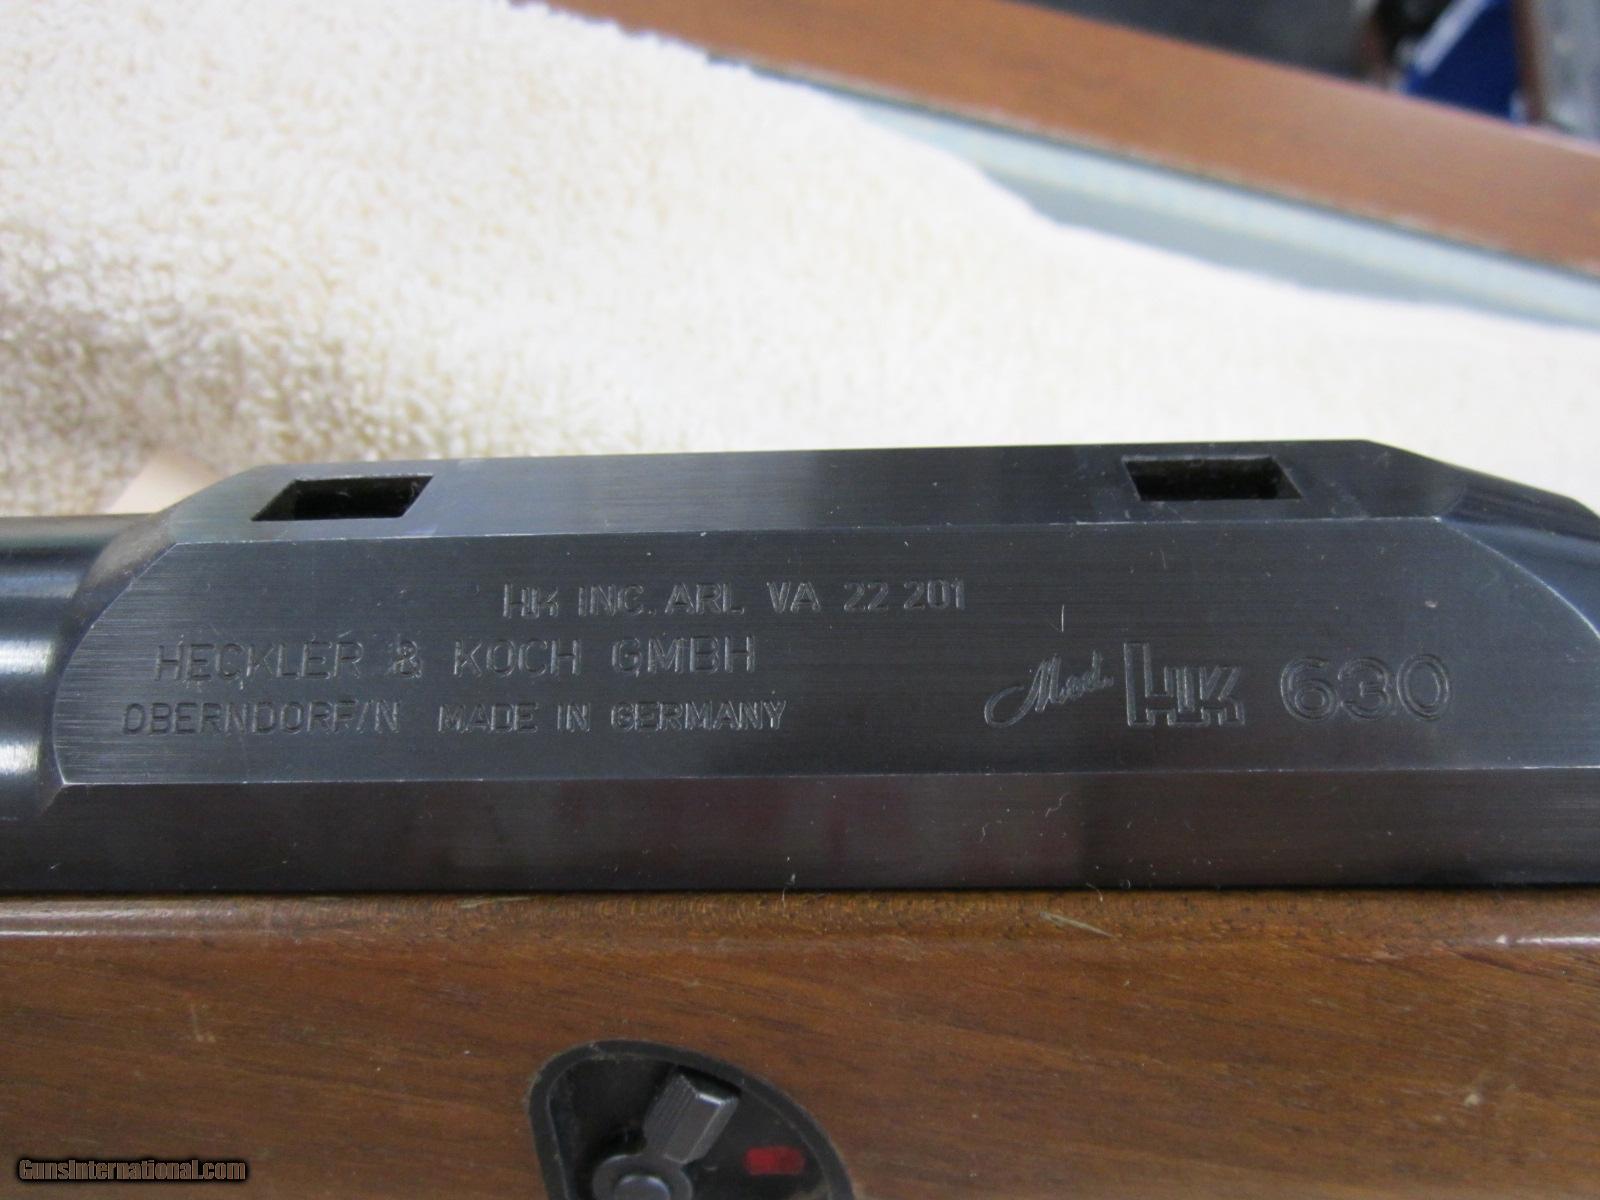 HK INC. ARL VA 22 201
HECKLER & KOCH GMBH
OBERNDORF/N MADE IN GERMANY
Mod. HK 630
GunsInternational.com